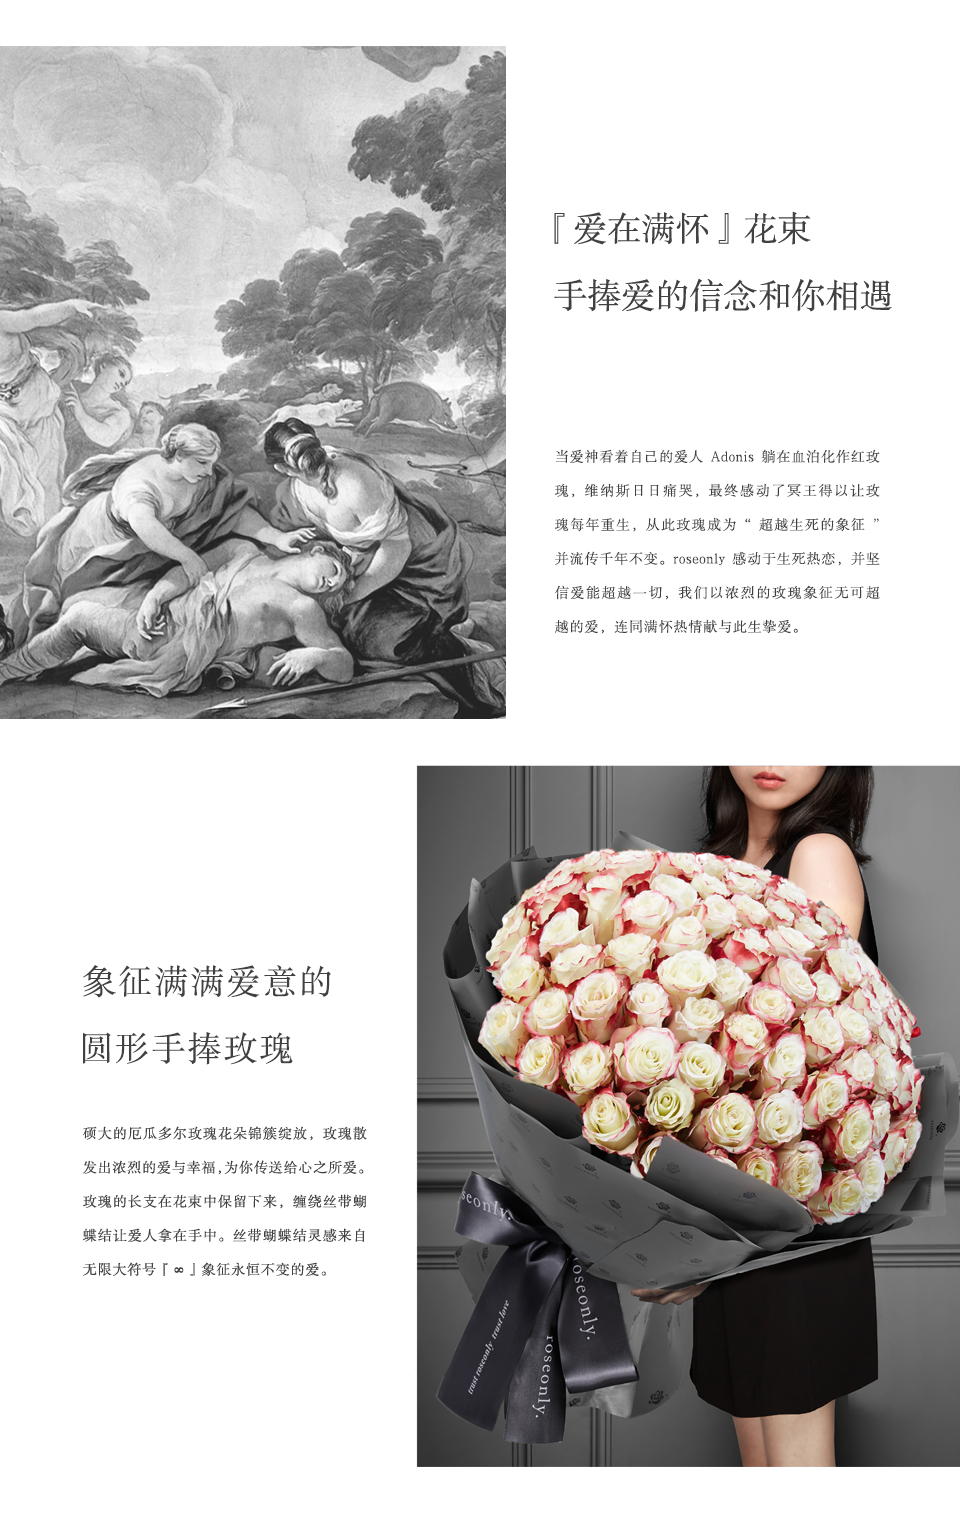 『爱在满怀』花束
手捧爱的信念和你相遇
当爱神看着自己的爱人 Adonis 躺在血泊化作红玫
瑰，维纳斯日日痛哭，最终感动了冥王得以让玫
瑰每年重生，从此玫瑰成为“ 超越生死的象征 ”
并流传千年不变。roseonly 感动于生死热恋，并坚
信爱能超越一切，我们以浓烈的玫瑰象征无可超
越的爱，连同满怀热情献与此生挚爱。
象征满满爱意的
圆形手捧玫瑰
硕大的厄瓜多尔玫瑰花朵锦簇绽放，玫瑰散
发出浓烈的爱与幸福,为你传送给心之所爱。
玫瑰的长支在花束中保留下来，缠绕丝带蝴
蝶结让爱人拿在手中。丝带蝴蝶结灵感来自
无限大符号『 ∞ 』象征永恒不变的爱。
seonly.
roseonly.
trust roseonly trust love
roseonly.